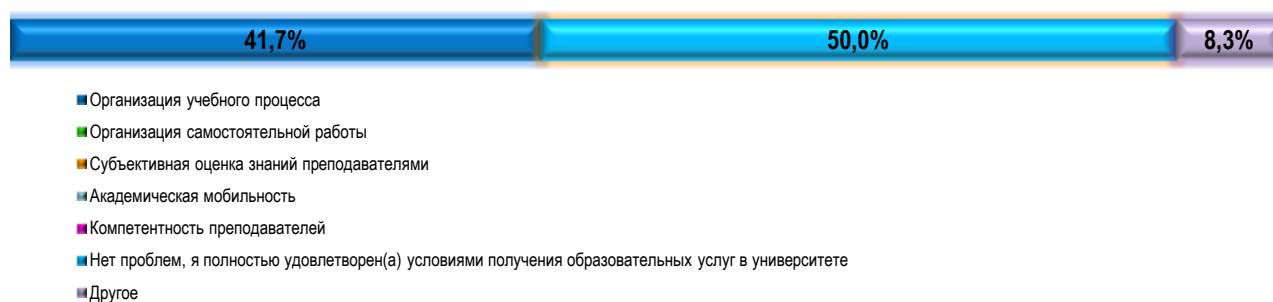 41,7% 50,0% 8,3%
Организация учебного процесса
Организация самостоятельной работы
Субъективная оценка знаний преподавателями
Академическая мобильность
Компетентность преподавателей
Нет проблем, я полностью удовлетворен(а) условиями получения образовательных услуг в университете
Другое